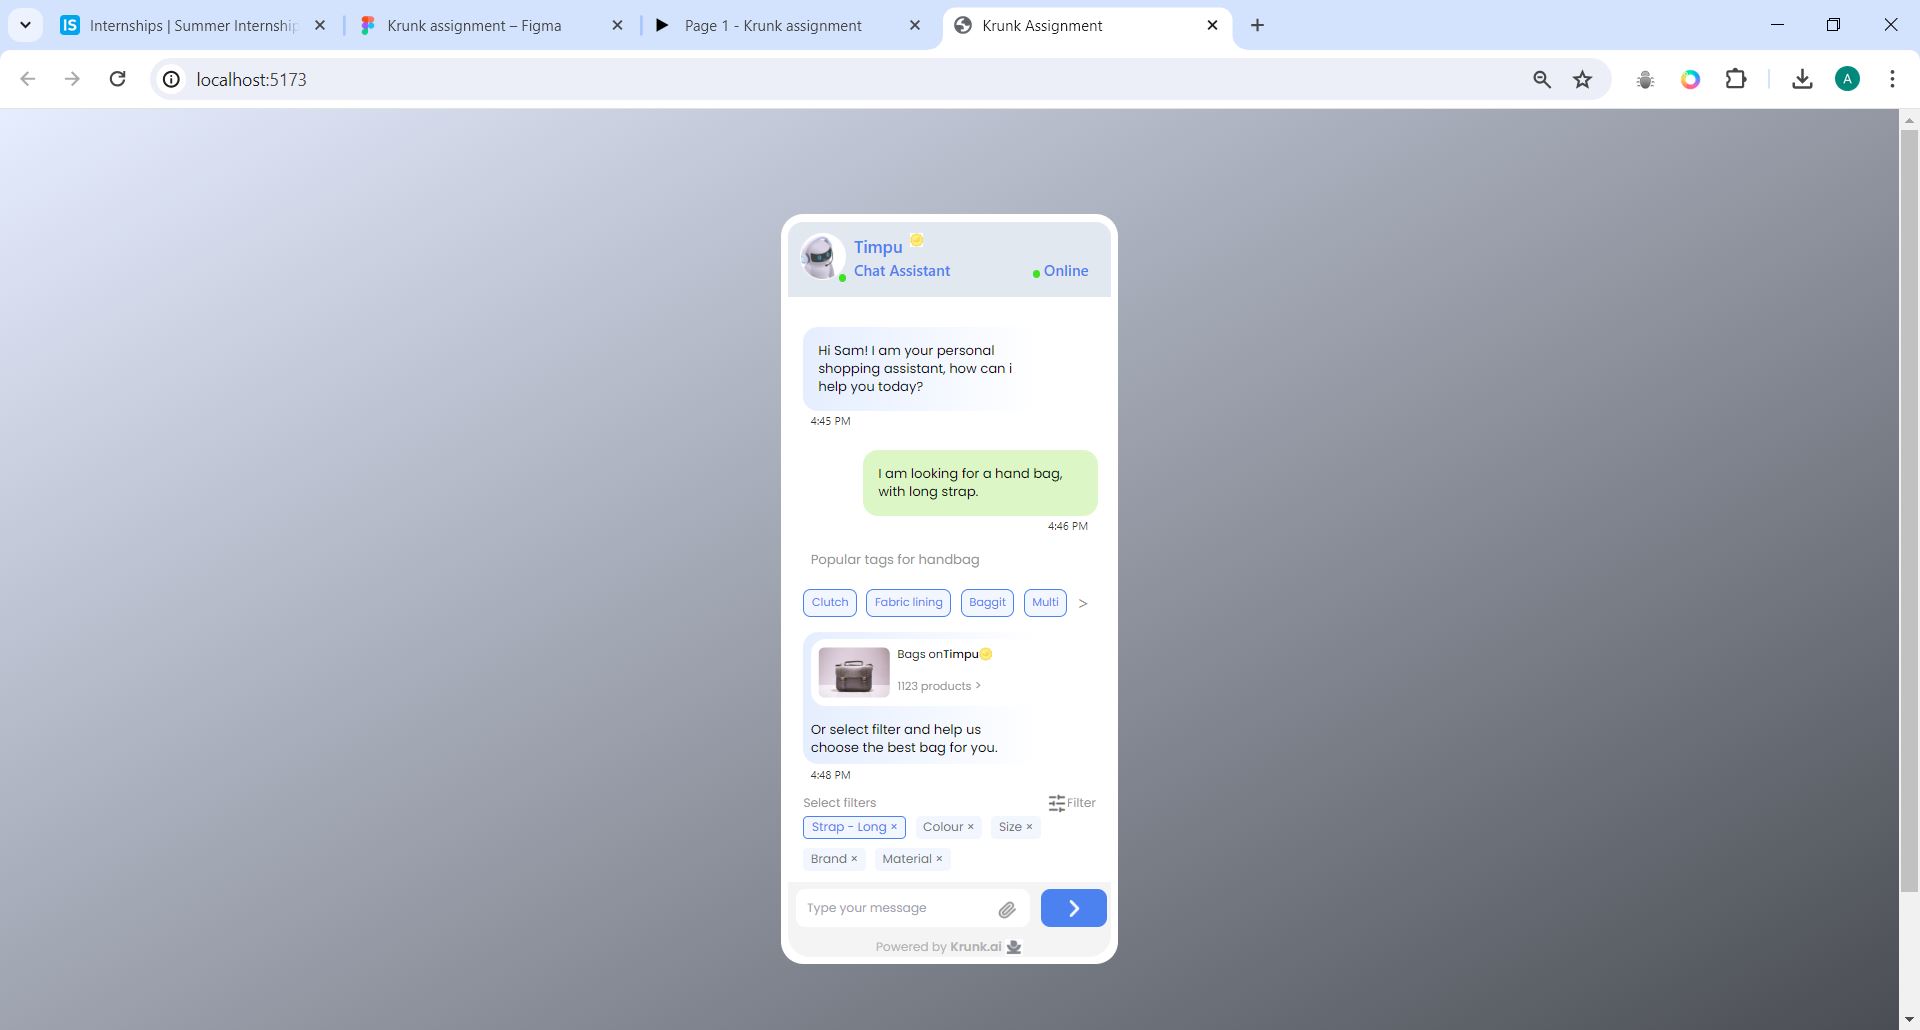 IS
Internships | Summer Internship
Krunk assignment – Figma
Page 1 - Krunk assignment
Krunk Assignment
localhost:5173
A
Timpu
Chat Assistant
Online
Hi Sam! I am your personal
shopping assistant, how can i
help you today?
4:45 PM
I am looking for a hand bag,
with long strap.
4:46 PM
Popular tags for handbag
Clutch
Fabric lining
Baggit
Multi
>
Bags onTimpu
1123 products >
Or select filter and help us
choose the best bag for you.
4:48 PM
Select filters
Filter
Strap - Long ×
Colour ×
Size ×
Brand ×
Material ×
Type your message
Powered by Krunk.ai